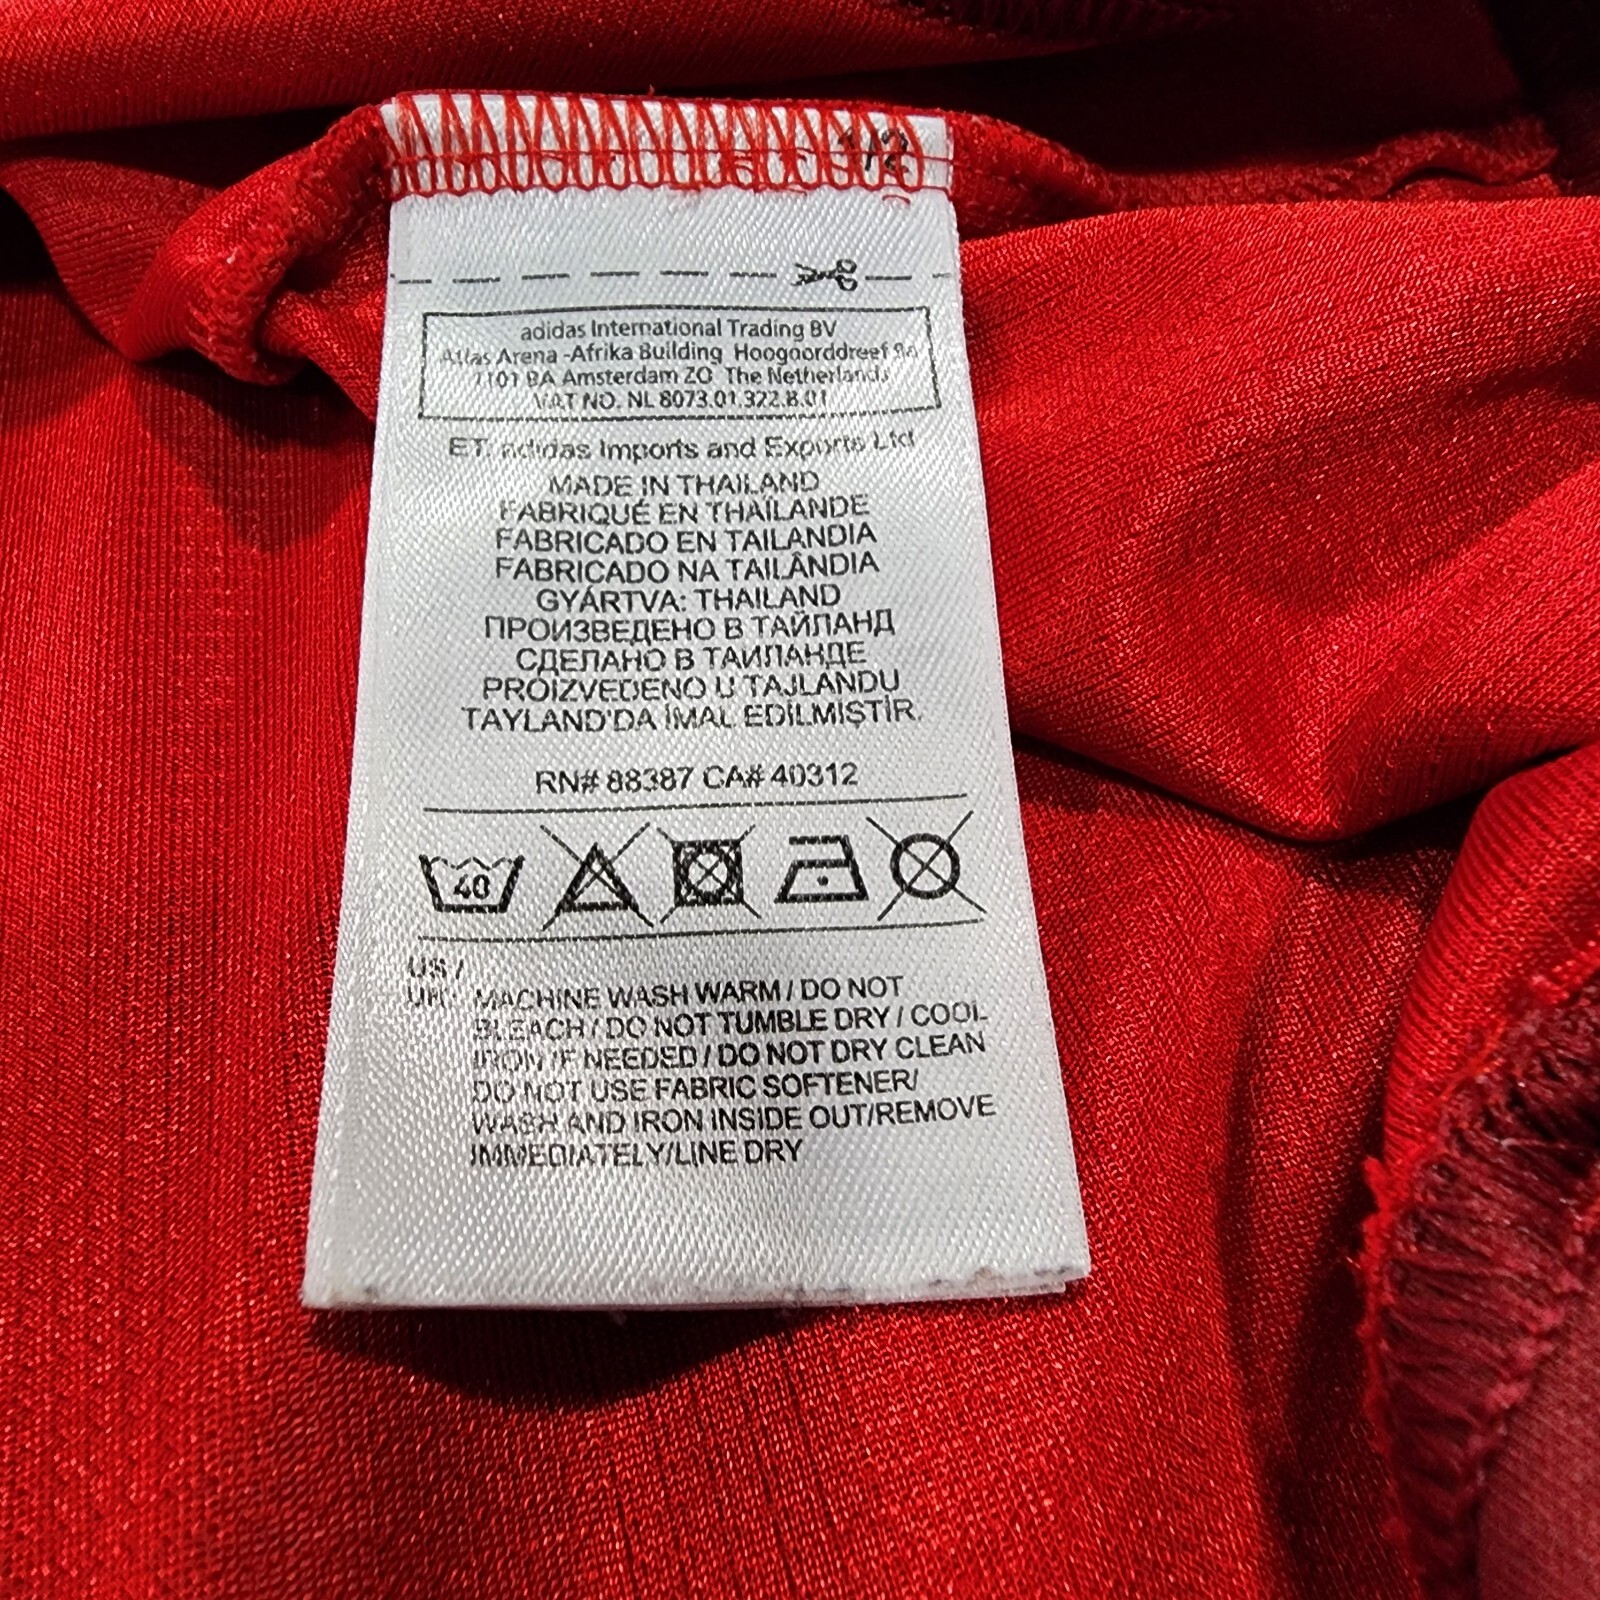 1/2
adidas International Trading BV
Atlas Arena -Afrika Building Hoogoorddreef 9a
1101 BA Amsterdam ZO The Netherlands
VAT NO. NL 8073.01.322.B.01
ET: adidas Imports and Exports Ltd
MADE IN THAILAND
FABRIQUÉ EN THAÏLANDE
FABRICADO EN TAILANDIA
FABRICADO NA TAILÂNDIA
GYÁRTVA: THAILAND
ПРОИЗВЕДЕНО В ТАЙЛАНД
СДЕЛАНО В ТАИЛАНДЕ
PROIZVEDENO U TAJLANDU
TAYLAND'DA İMAL EDİLMİŞTİR.
RN# 88387 CA# 40312
40
US /
UK: MACHINE WASH WARM / DO NOT
BLEACH / DO NOT TUMBLE DRY / COOL
IRON IF NEEDED / DO NOT DRY CLEAN
DO NOT USE FABRIC SOFTENER/
WASH AND IRON INSIDE OUT/REMOVE
IMMEDIATELY/LINE DRY